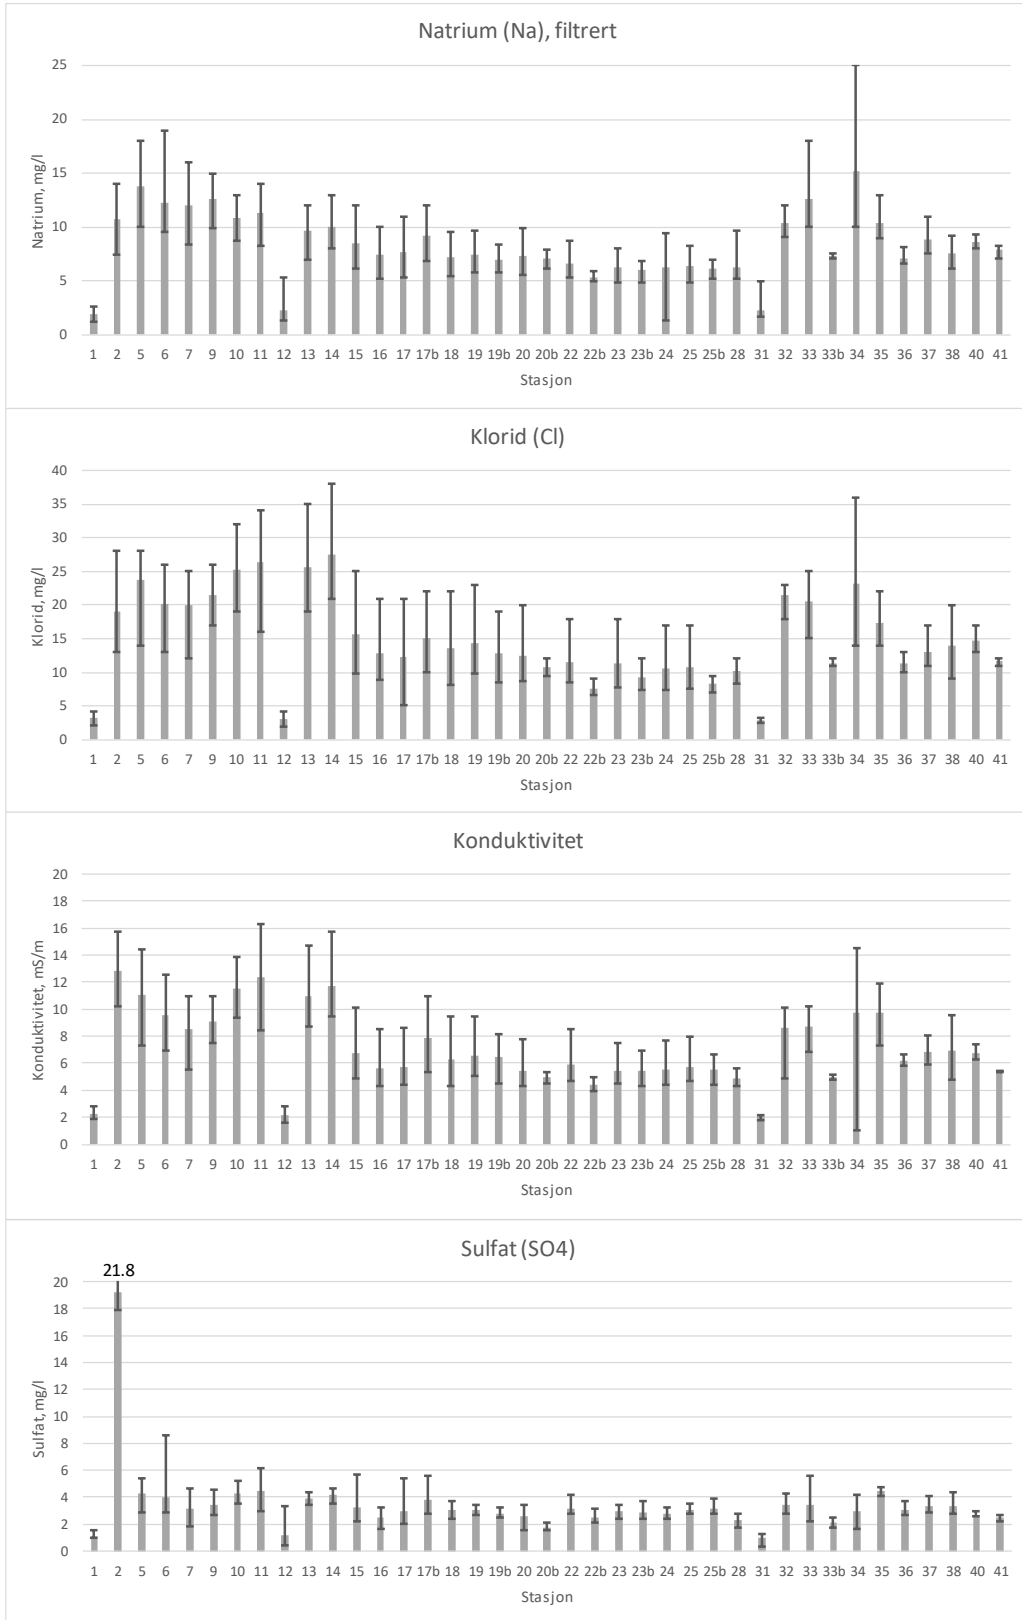 Natrium (Na), filtrert
25
20
15
10
5
0
Natrium, mg/l
1 2 5 6 7 9 10 11 12 13 14 15 16 17 17b 18 19 19b 20 20b 22 22b 23 23b 24 25 25b 28 31 32 33 33b 34 35 36 37 38 40 41
Stasjon
Klorid (Cl)
40
35
30
25
20
15
10
5
0
Klorid, mg/l
1 2 5 6 7 9 10 11 12 13 14 15 16 17 17b 18 19 19b 20 20b 22 22b 23 23b 24 25 25b 28 31 32 33 33b 34 35 36 37 38 40 41
Stasjon
Konduktivitet
20
18
16
14
12
10
8
6
4
2
0
Konduktivitet, mS/m
1 2 5 6 7 9 10 11 12 13 14 15 16 17 17b 18 19 19b 20 20b 22 22b 23 23b 24 25 25b 28 31 32 33 33b 34 35 36 37 38 40 41
Stasjon
Sulfat (SO4)
21.8
20
18
16
14
12
10
8
6
4
2
0
Sulfat, mg/l
1 2 5 6 7 9 10 11 12 13 14 15 16 17 17b 18 19 19b 20 20b 22 22b 23 23b 24 25 25b 28 31 32 33 33b 34 35 36 37 38 40 41
Stasjon